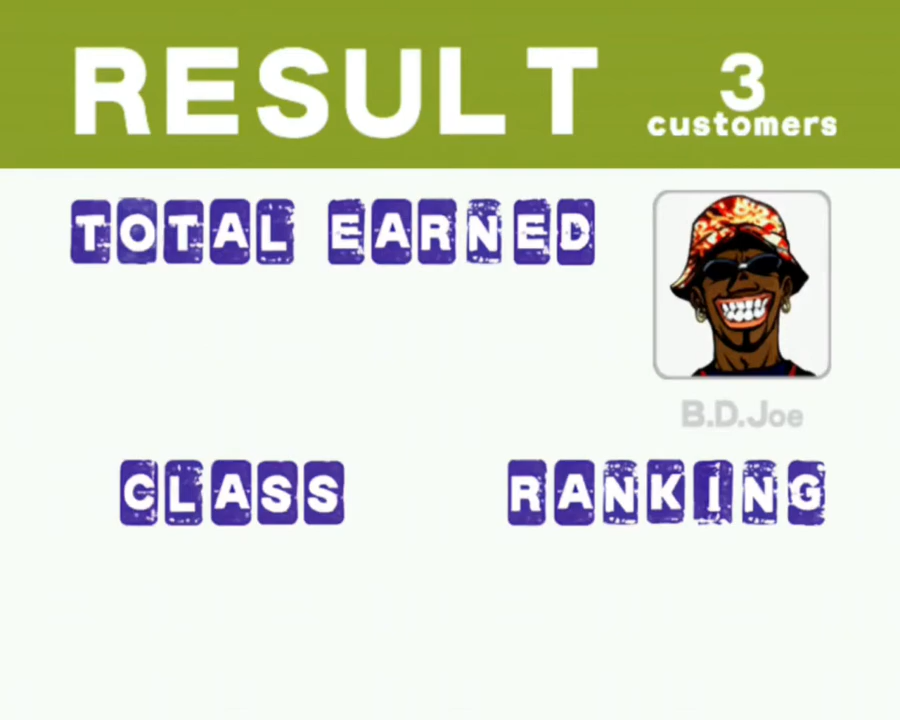 RESULT
3
customers
TOTAL EARNED
B.D.Joe
CLASS RANKING